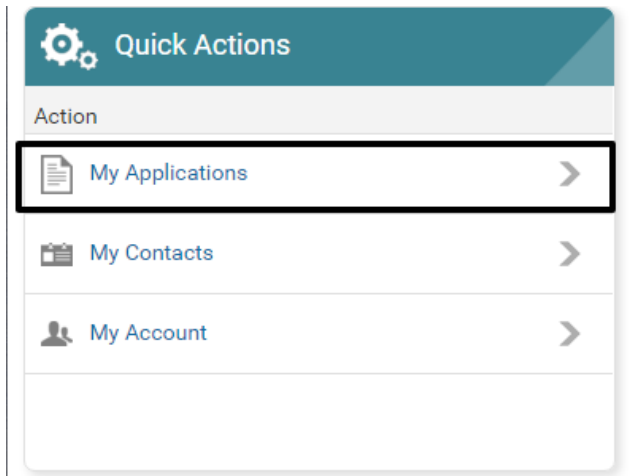 Quick Actions
Action
My Applications
My Contacts
My Account